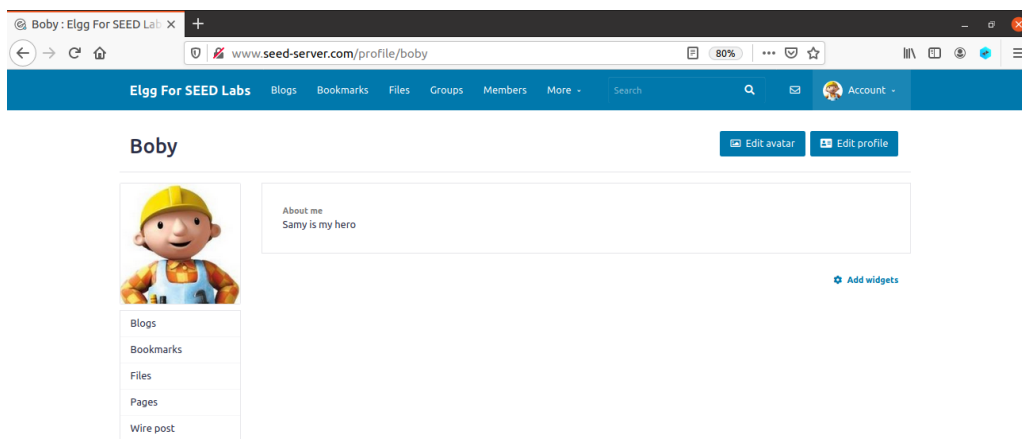 Boby : Elgg For SEED Lab
www.seed-server.com/profile/boby
80%
Elgg For SEED Labs Blogs Bookmarks Files Groups Members More Search Account
Boby
Edit avatar Edit profile
About me
Samy is my hero
Add widgets
Blogs
Bookmarks
Files
Pages
Wire post